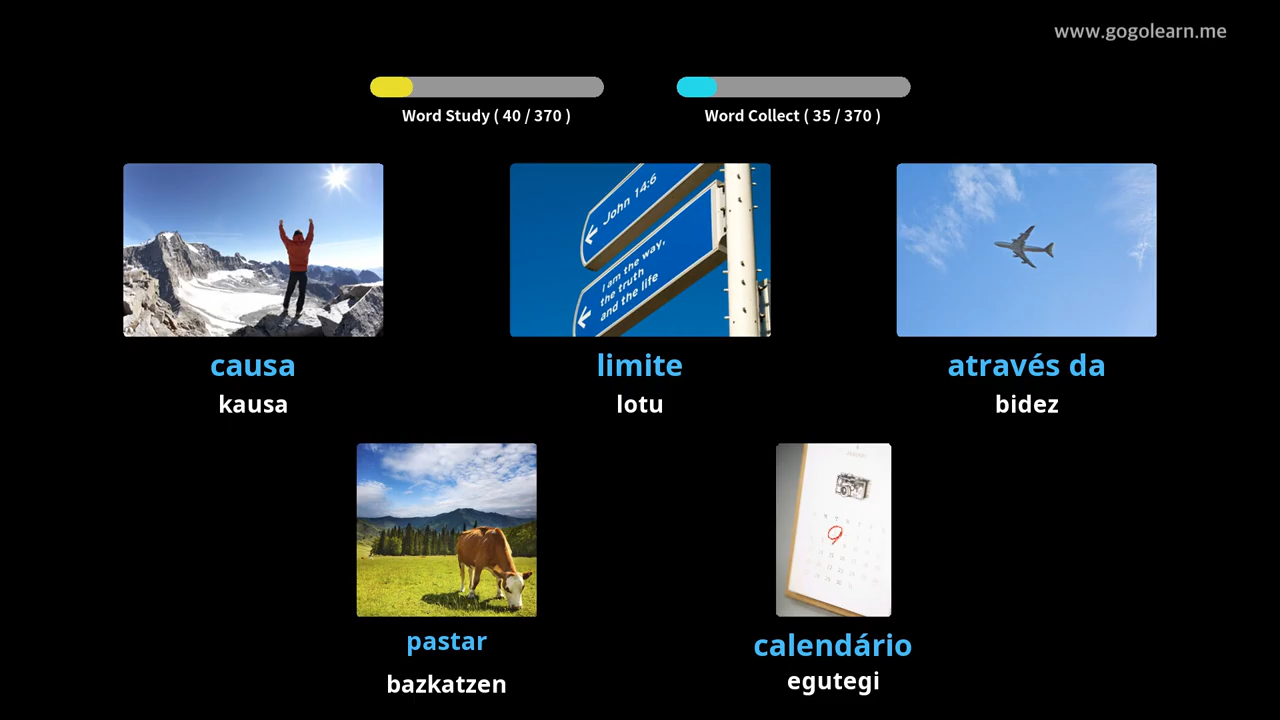 www.gogolearn.me
Word Study ( 40 / 370 )
Word Collect ( 35 / 370 )
John 14:6
I am the way,
the truth
and the life
causa
kausa
limite
lotu
através da
bidez
9
pastar
bazkatzen
calendário
egutegi